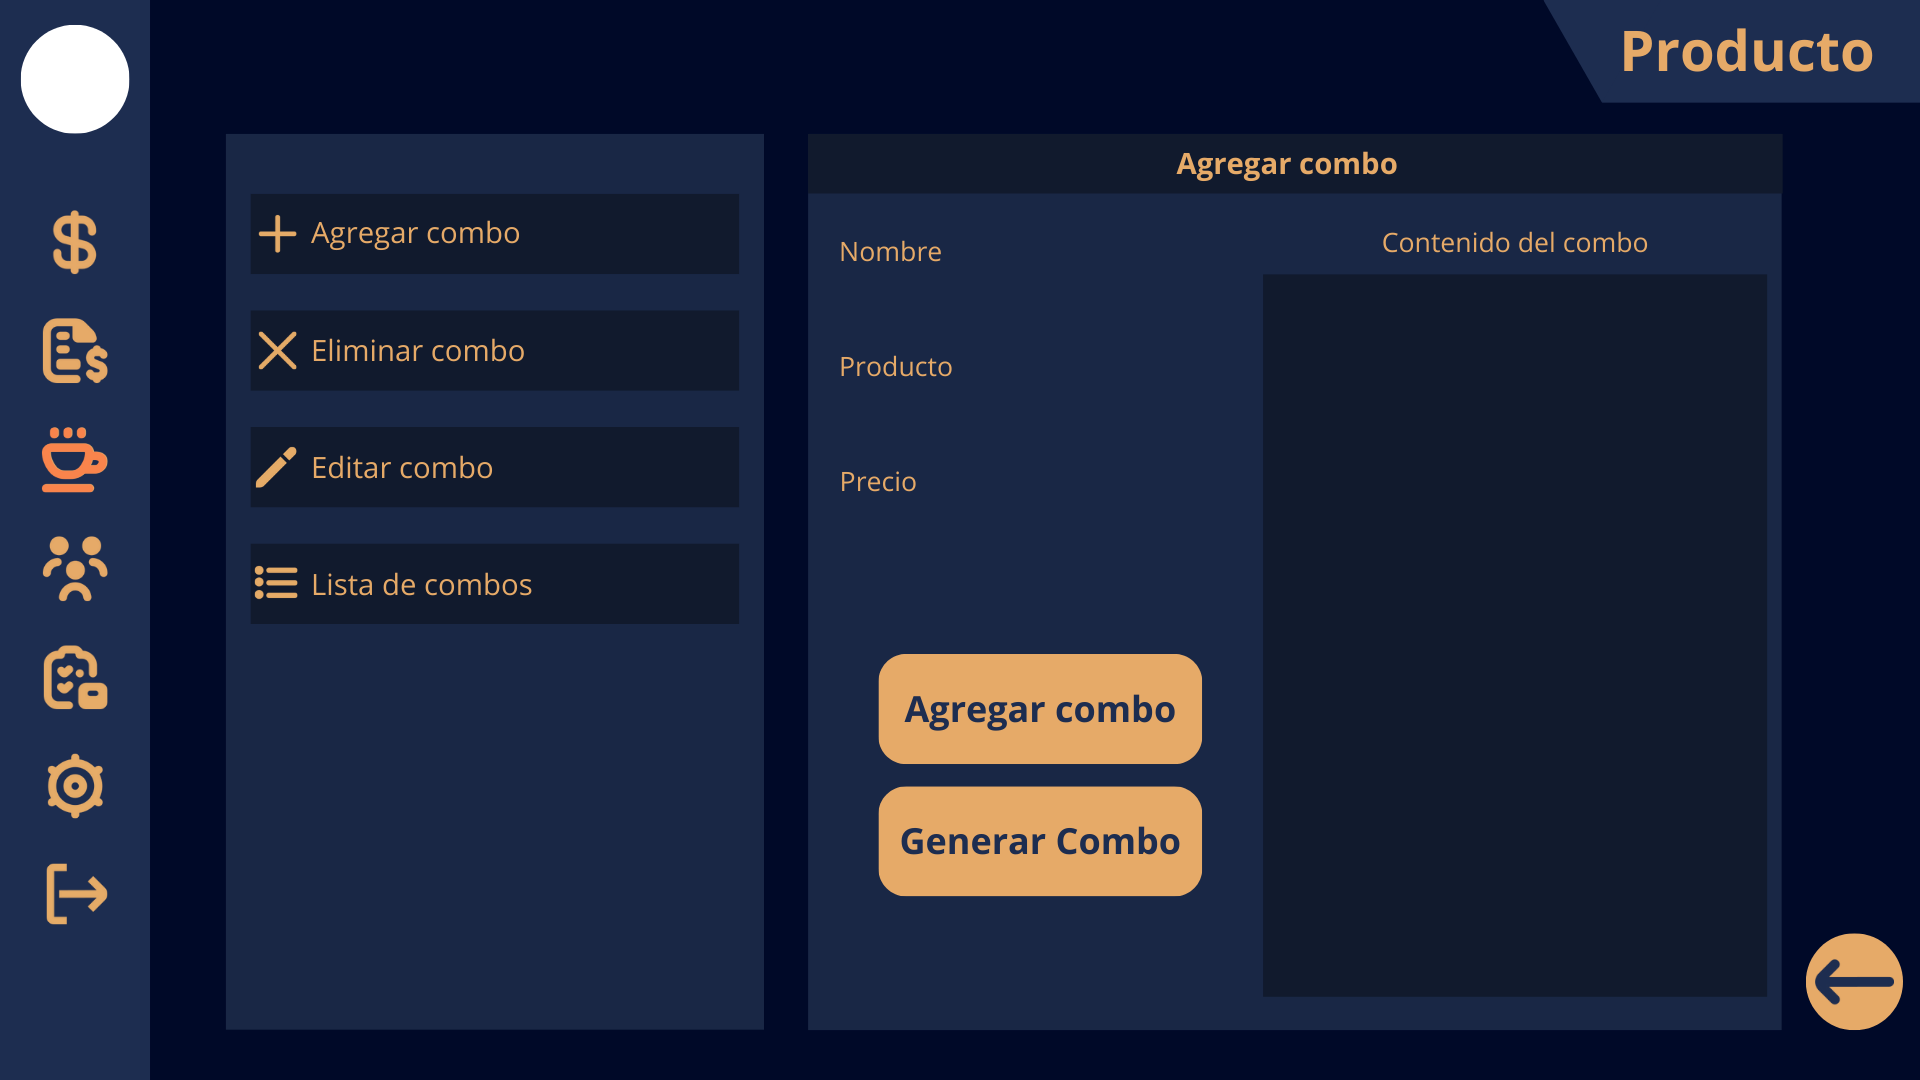 Producto
Agregar combo
Eliminar combo
Editar combo
Lista de combos
Agregar combo
Nombre
Producto
Precio
Contenido del combo
Agregar combo
Generar Combo